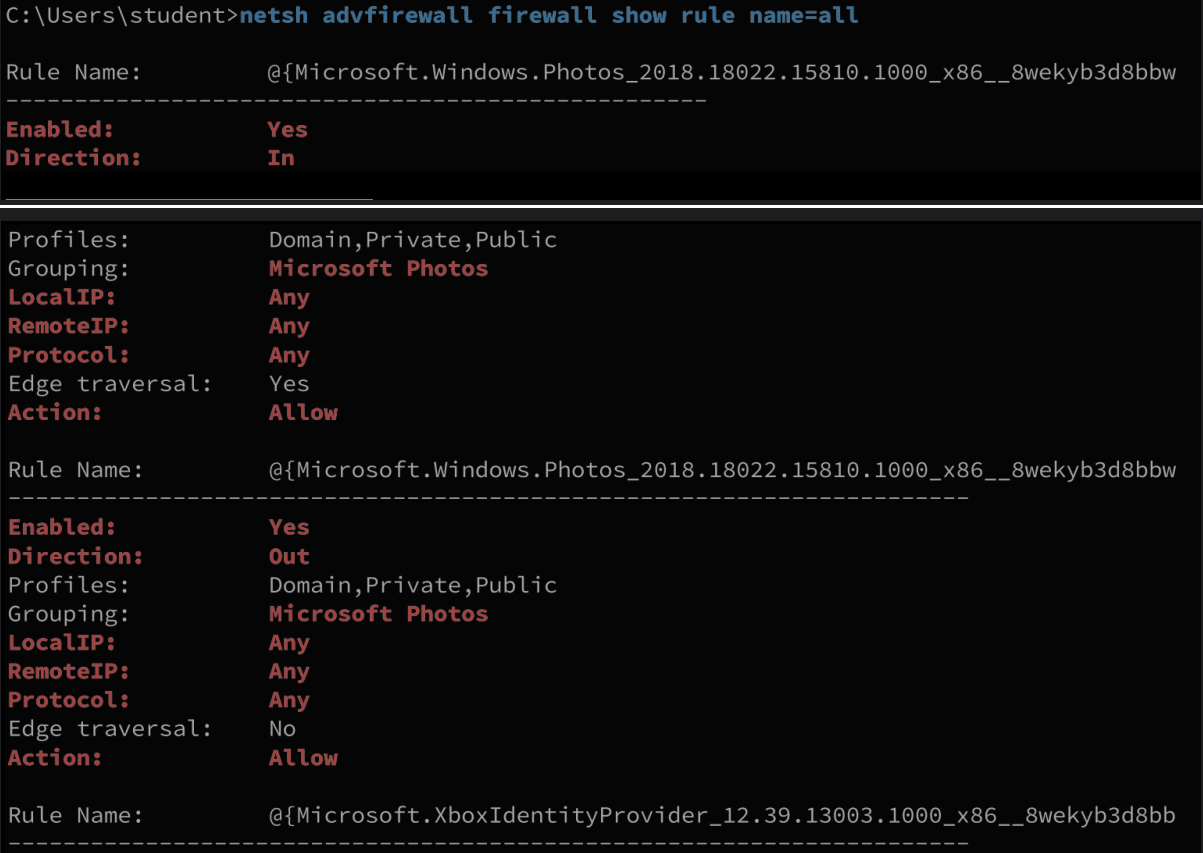 C:\Users\student>netsh advfirewall firewall show rule name=all
Rule Name: @{Microsoft.Windows.Photos_2018.18022.15810.1000_x86__8wekyb3d8bbw
----------------------------------------------------
Enabled: Yes
Direction: In
Profiles: Domain,Private,Public
Grouping: Microsoft Photos
LocalIP: Any
RemoteIP: Any
Protocol: Any
Edge traversal: Yes
Action: Allow
Rule Name: @{Microsoft.Windows.Photos_2018.18022.15810.1000_x86__8wekyb3d8bbw
----------------------------------------------------------------------
Enabled: Yes
Direction: Out
Profiles: Domain,Private,Public
Grouping: Microsoft Photos
LocalIP: Any
RemoteIP: Any
Protocol: Any
Edge traversal: No
Action: Allow
Rule Name: @{Microsoft.XboxIdentityProvider_12.39.13003.1000_x86__8wekyb3d8bb
----------------------------------------------------------------------